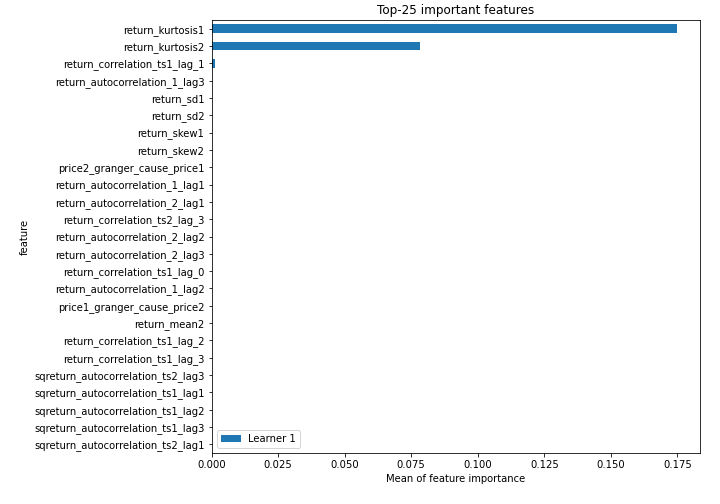 Top-25 important features
return_kurtosis1
return_kurtosis2
return_correlation_ts1_lag_1
return_autocorrelation_1_lag3
return_sd1
return_sd2
return_skew1
return_skew2
price2_granger_cause_price1
return_autocorrelation_1_lag1
return_autocorrelation_2_lag1
return_correlation_ts2_lag_3
return_autocorrelation_2_lag2
return_autocorrelation_2_lag3
return_correlation_ts1_lag_0
return_autocorrelation_1_lag2
price1_granger_cause_price2
return_mean2
return_correlation_ts1_lag_2
return_correlation_ts1_lag_3
sqreturn_autocorrelation_ts2_lag3
sqreturn_autocorrelation_ts1_lag1
sqreturn_autocorrelation_ts1_lag2
sqreturn_autocorrelation_ts1_lag3
sqreturn_autocorrelation_ts2_lag1
feature
Learner 1
0.000 0.025 0.050 0.075 0.100 0.125 0.150 0.175
Mean of feature importance